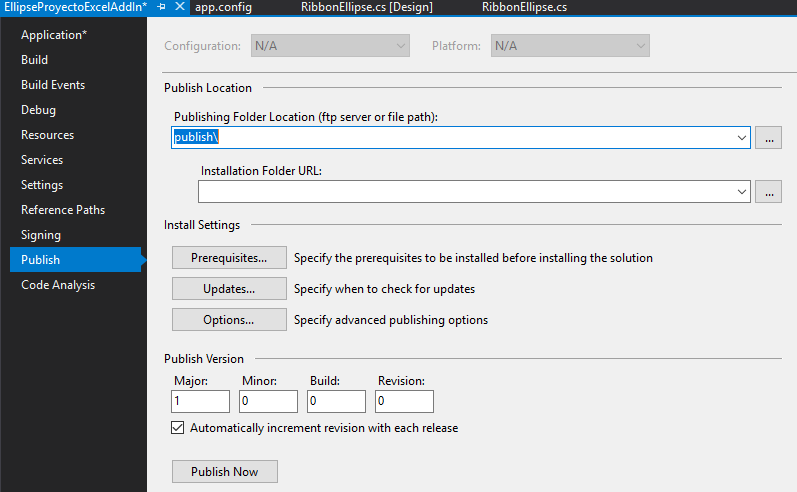 EllipseProyectoExcelAddIn* app.config RibbonEllipse.cs [Design] RibbonEllipse.cs
Application*
Build
Build Events
Debug
Resources
Services
Settings
Reference Paths
Signing
Publish
Code Analysis
Configuration: N/A Platform: N/A
Publish Location
Publishing Folder Location (ftp server or file path):
publish\
...
Installation Folder URL:
...
Install Settings
Prerequisites... Specify the prerequisites to be installed before installing the solution
Updates... Specify when to check for updates
Options... Specify advanced publishing options
Publish Version
Major: Minor: Build: Revision:
1 0 0 0
Automatically increment revision with each release
Publish Now